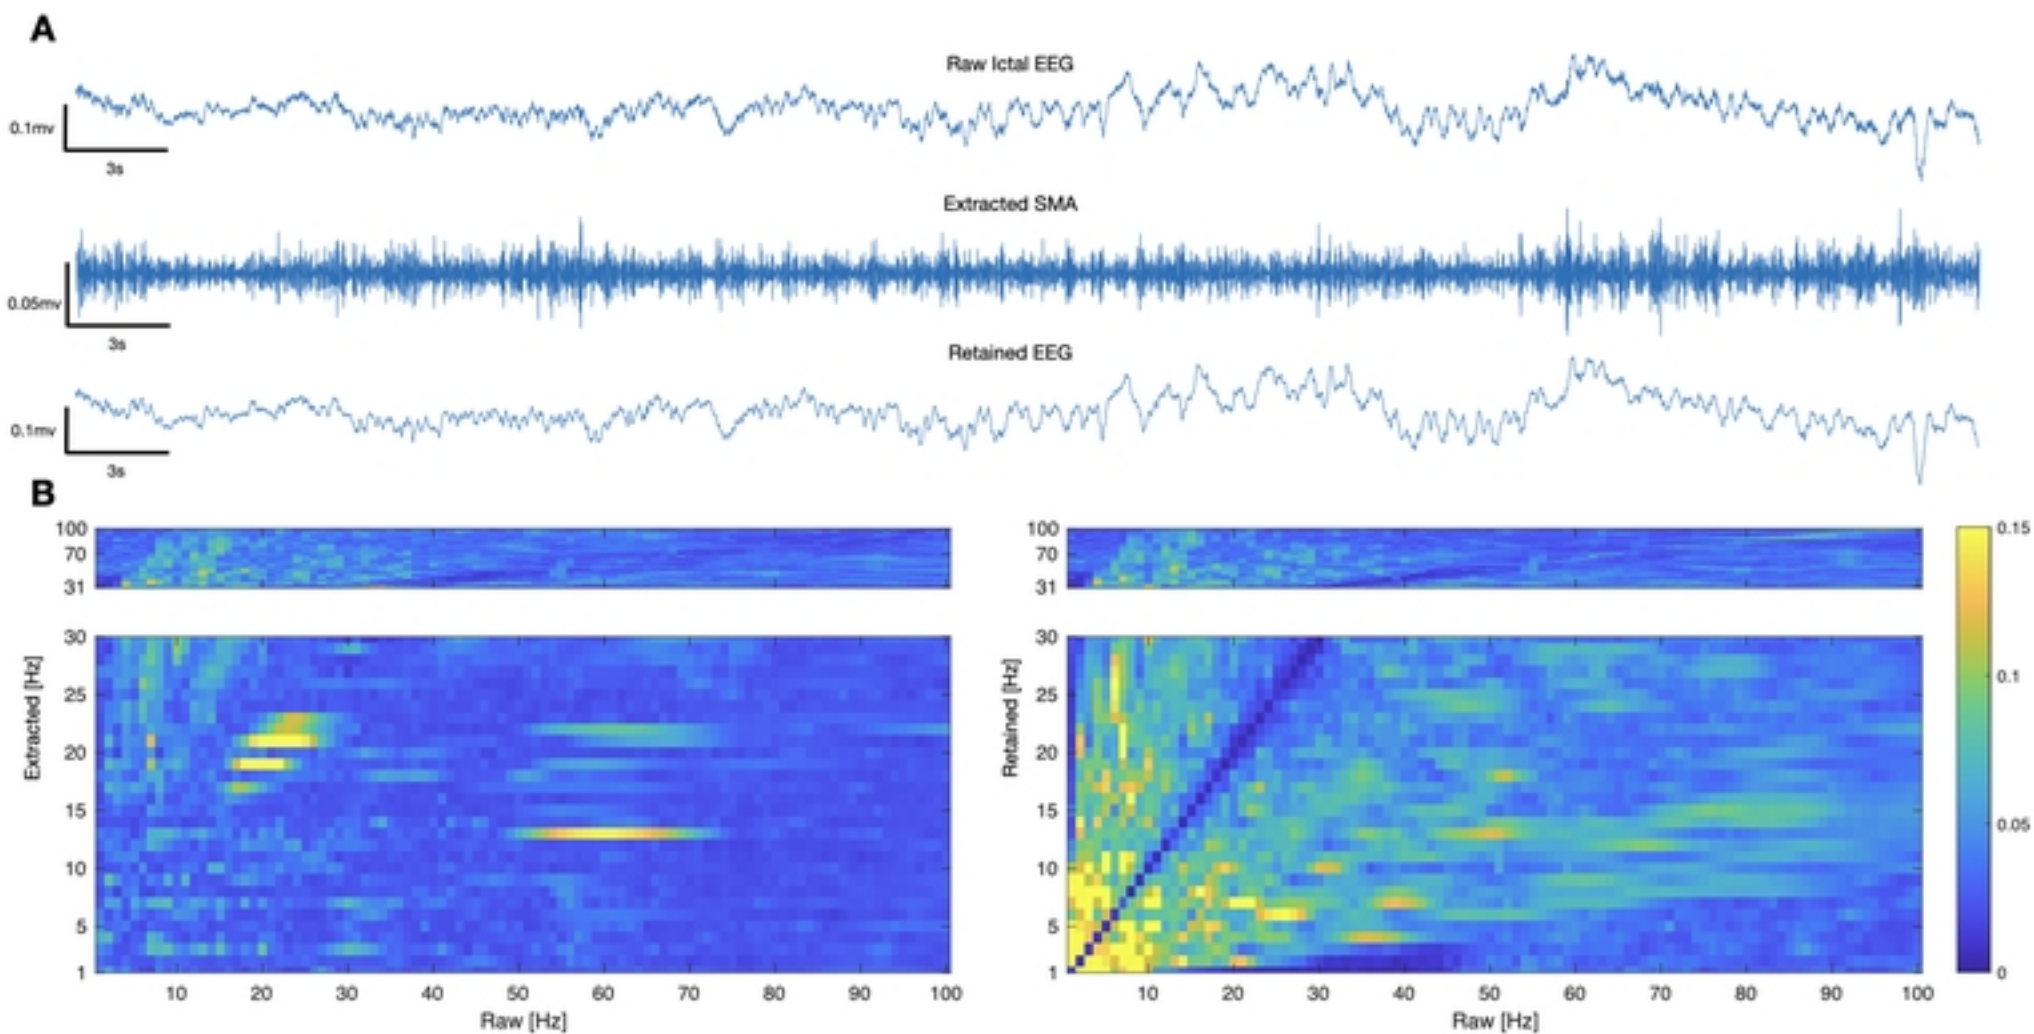 A
Raw Ictal EEG
0.1mv
3s
Extracted SMA
0.05mv
3s
Retained EEG
0.1mv
3s
B
100
70
31
30
25
20
15
10
5
1
Extracted [Hz]
10 20 30 40 50 60 70 80 90 100
Raw [Hz]
100
70
31
30
25
20
15
10
5
1
Retained [Hz]
10 20 30 40 50 60 70 80 90 100
Raw [Hz]
0.15
0.1
0.05
0